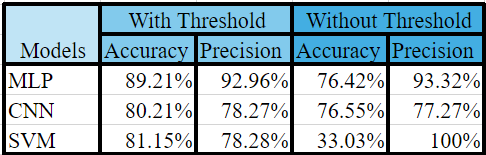 With Threshold Without Threshold
Models Accuracy Precision Accuracy Precision
MLP 89.21% 92.96% 76.42% 93.32%
CNN 80.21% 78.27% 76.55% 77.27%
SVM 81.15% 78.28% 33.03% 100%